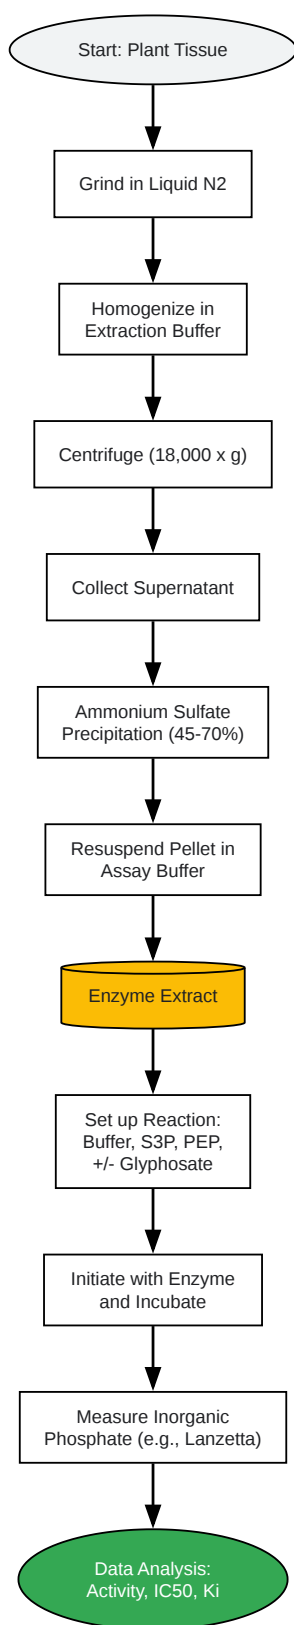 Start: Plant Tissue
Grind in Liquid N2
Homogenize in
Extraction Buffer
Centrifuge (18,000 x g)
Collect Supernatant
Ammonium Sulfate
Precipitation (45-70%)
Resuspend Pellet in
Assay Buffer
Enzyme Extract
Set up Reaction:
Buffer, S3P, PEP,
+/- Glyphosate
Initiate with Enzyme
and Incubate
Measure Inorganic
Phosphate (e.g., Lanzetta)
Data Analysis:
Activity, IC50, Ki